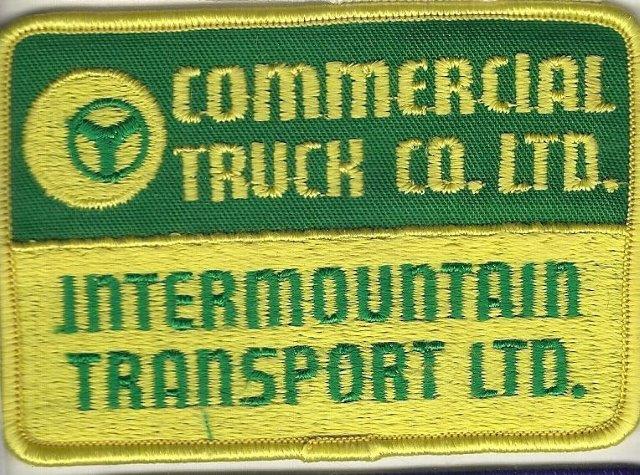 COMMERCIAL
TRUCK CO. LTD.
INTERMOUNTAIN
TRANSPORT LTD.